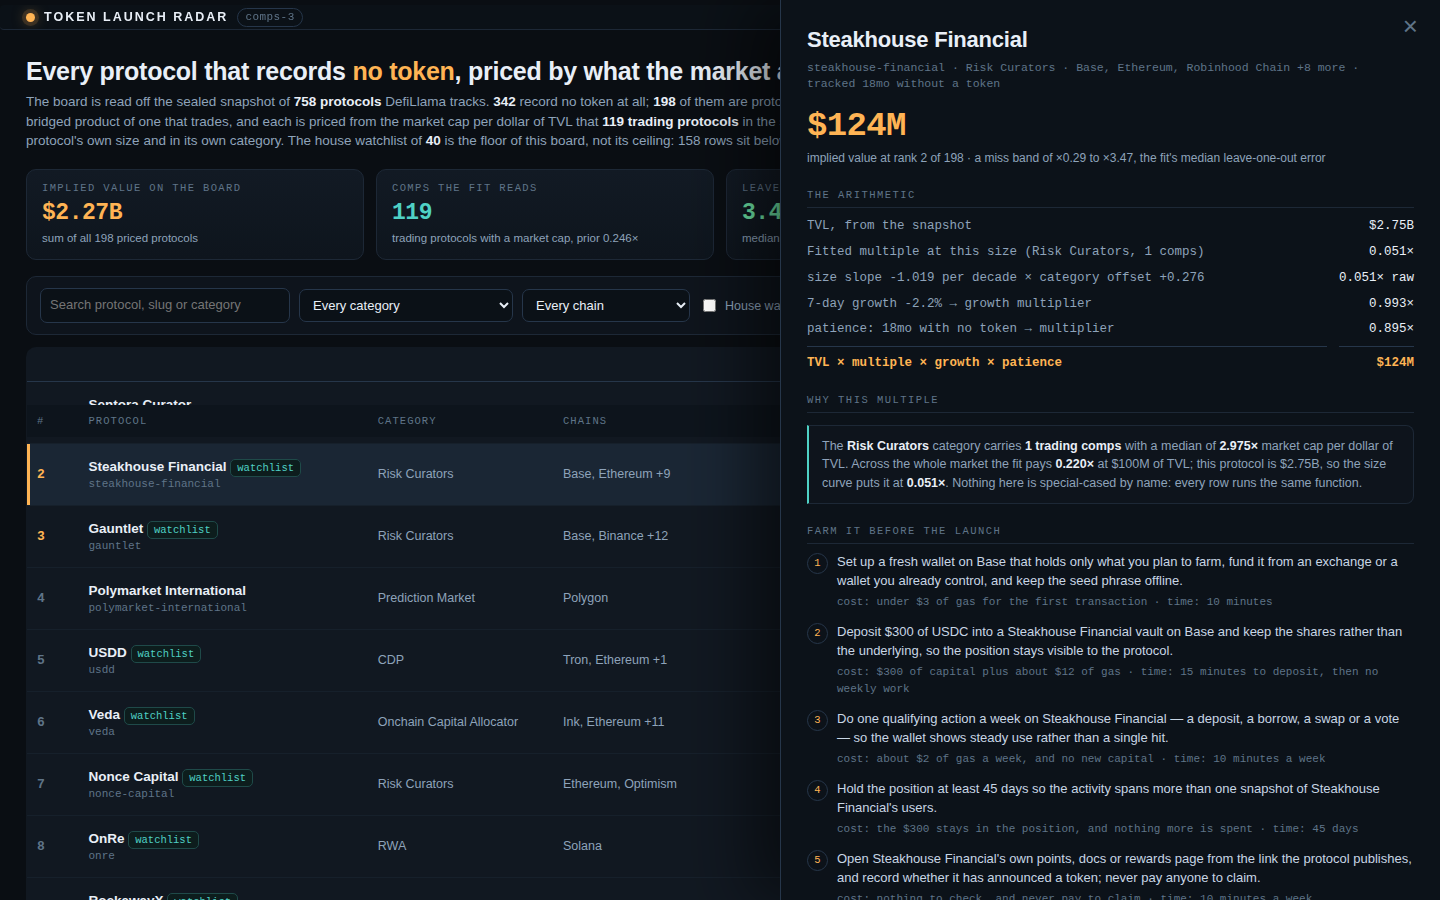 TOKEN LAUNCH RADAR comps-3
Every protocol that records no token, priced by what the market
The board is read off the sealed snapshot of 758 protocols DefiLlama tracks. 342 record no token at all; 198 of them are
bridged product of one that trades, and each is priced from the market cap per dollar of TVL that 119 trading protocols in the
protocol's own size and in its own category. The house watchlist of 40 is the floor of this board, not its ceiling: 158 rows sit
IMPLIED VALUE ON THE BOARD
$2.27B
sum of all 198 priced protocols
COMPS THE FIT READS
119
trading protocols with a market cap, prior 0.246×
Search protocol, slug or category
Every category
Every chain
House
Sentora Curator
# PROTOCOL CATEGORY CHAINS
2 Steakhouse Financial watchlist Risk Curators Base, Ethereum +9
steakhouse-financial
3 Gauntlet watchlist Risk Curators Base, Binance +12
gauntlet
4 Polymarket International Prediction Market Polygon
polymarket-international
5 USDD watchlist CDP Tron, Ethereum +1
usdd
6 Veda watchlist Onchain Capital Allocator Ink, Ethereum +11
veda
7 Nonce Capital watchlist Risk Curators Ethereum, Optimism
nonce-capital
8 OnRe watchlist RWA Solana
onre
Steakhouse Financial
×
steakhouse-financial · Risk Curators · Base, Ethereum, Robinhood Chain +8 more ·
tracked 18mo without a token
$124M
implied value at rank 2 of 198 · a miss band of ×0.29 to ×3.47, the fit's median leave-one-out error
THE ARITHMETIC
TVL, from the snapshot $2.75B
Fitted multiple at this size (Risk Curators, 1 comps) 0.051×
size slope -1.019 per decade × category offset +0.276 0.051× raw
7-day growth -2.2% → growth multiplier 0.993×
patience: 18mo with no token → multiplier 0.895×
TVL × multiple × growth × patience $124M
WHY THIS MULTIPLE
The Risk Curators category carries 1 trading comps with a median of 2.975× market cap per dollar of
TVL. Across the whole market the fit pays 0.220× at $100M of TVL; this protocol is $2.75B, so the size
curve puts it at 0.051×. Nothing here is special-cased by name: every row runs the same function.
FARM IT BEFORE THE LAUNCH
1 Set up a fresh wallet on Base that holds only what you plan to farm, fund it from an exchange or a
wallet you already control, and keep the seed phrase offline.
cost: under $3 of gas for the first transaction · time: 10 minutes
2 Deposit $300 of USDC into a Steakhouse Financial vault on Base and keep the shares rather than
the underlying, so the position stays visible to the protocol.
cost: $300 of capital plus about $12 of gas · time: 15 minutes to deposit, then no
weekly work
3 Do one qualifying action a week on Steakhouse Financial — a deposit, a borrow, a swap or a vote
— so the wallet shows steady use rather than a single hit.
cost: about $2 of gas a week, and no new capital · time: 10 minutes a week
4 Hold the position at least 45 days so the activity spans more than one snapshot of Steakhouse
Financial's users.
cost: the $300 stays in the position, and nothing more is spent · time: 45 days
5 Open Steakhouse Financial's own points, docs or rewards page from the link the protocol publishes,
and record whether it has announced a token; never pay anyone to claim.
cost: nothing to check, and never pay to claim · time: 10 minutes a week